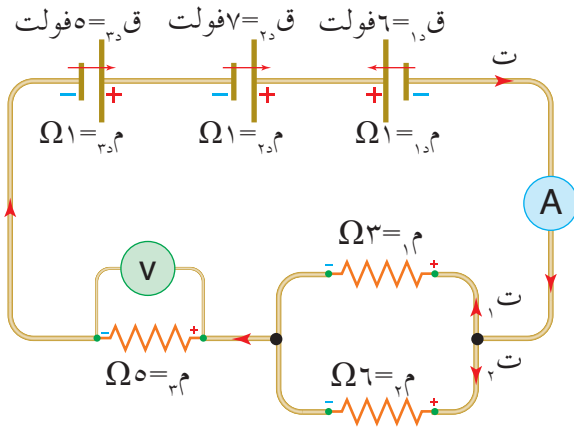 ق د٣ =٥فولت ق د٢ =٧فولت ق د١ =٦فولت
ت
− + − + + −
م د٣ =١Ω م د٢ =١Ω م د١ =١Ω
A
م١ =٣Ω
− +
ت١
V
− +
ت٢
م٣ =٥Ω
م٢ =٦Ω
− +